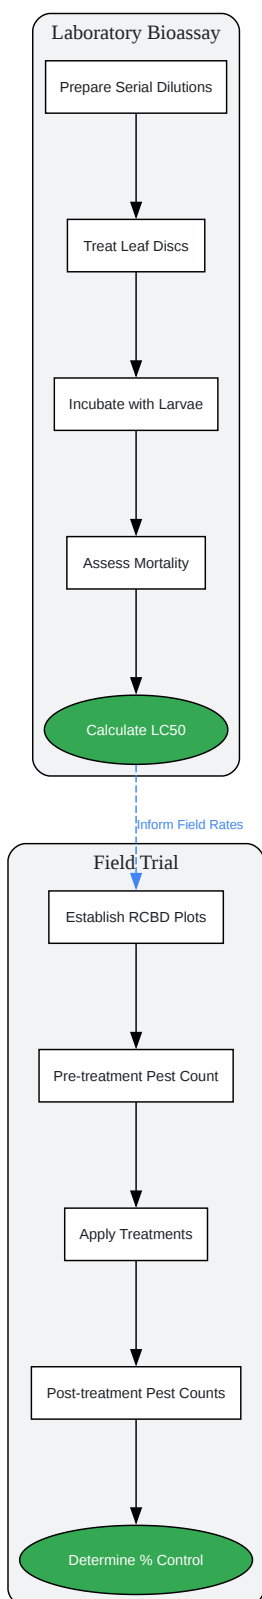 Laboratory Bioassay
Prepare Serial Dilutions
Treat Leaf Discs
Incubate with Larvae
Assess Mortality
Calculate LC50
Inform Field Rates
Field Trial
Establish RCBD Plots
Pre-treatment Pest Count
Apply Treatments
Post-treatment Pest Counts
Determine % Control